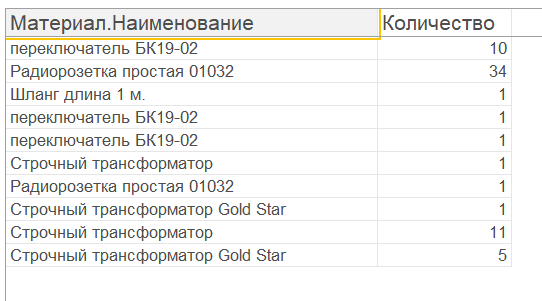 Материал.Наименование Количество
переключатель БК19-02 10
Радиорозетка простая 01032 34
Шланг длина 1 м. 1
переключатель БК19-02 1
переключатель БК19-02 1
Строчный трансформатор 1
Радиорозетка простая 01032 1
Строчный трансформатор Gold Star 1
Строчный трансформатор 11
Строчный трансформатор Gold Star 5